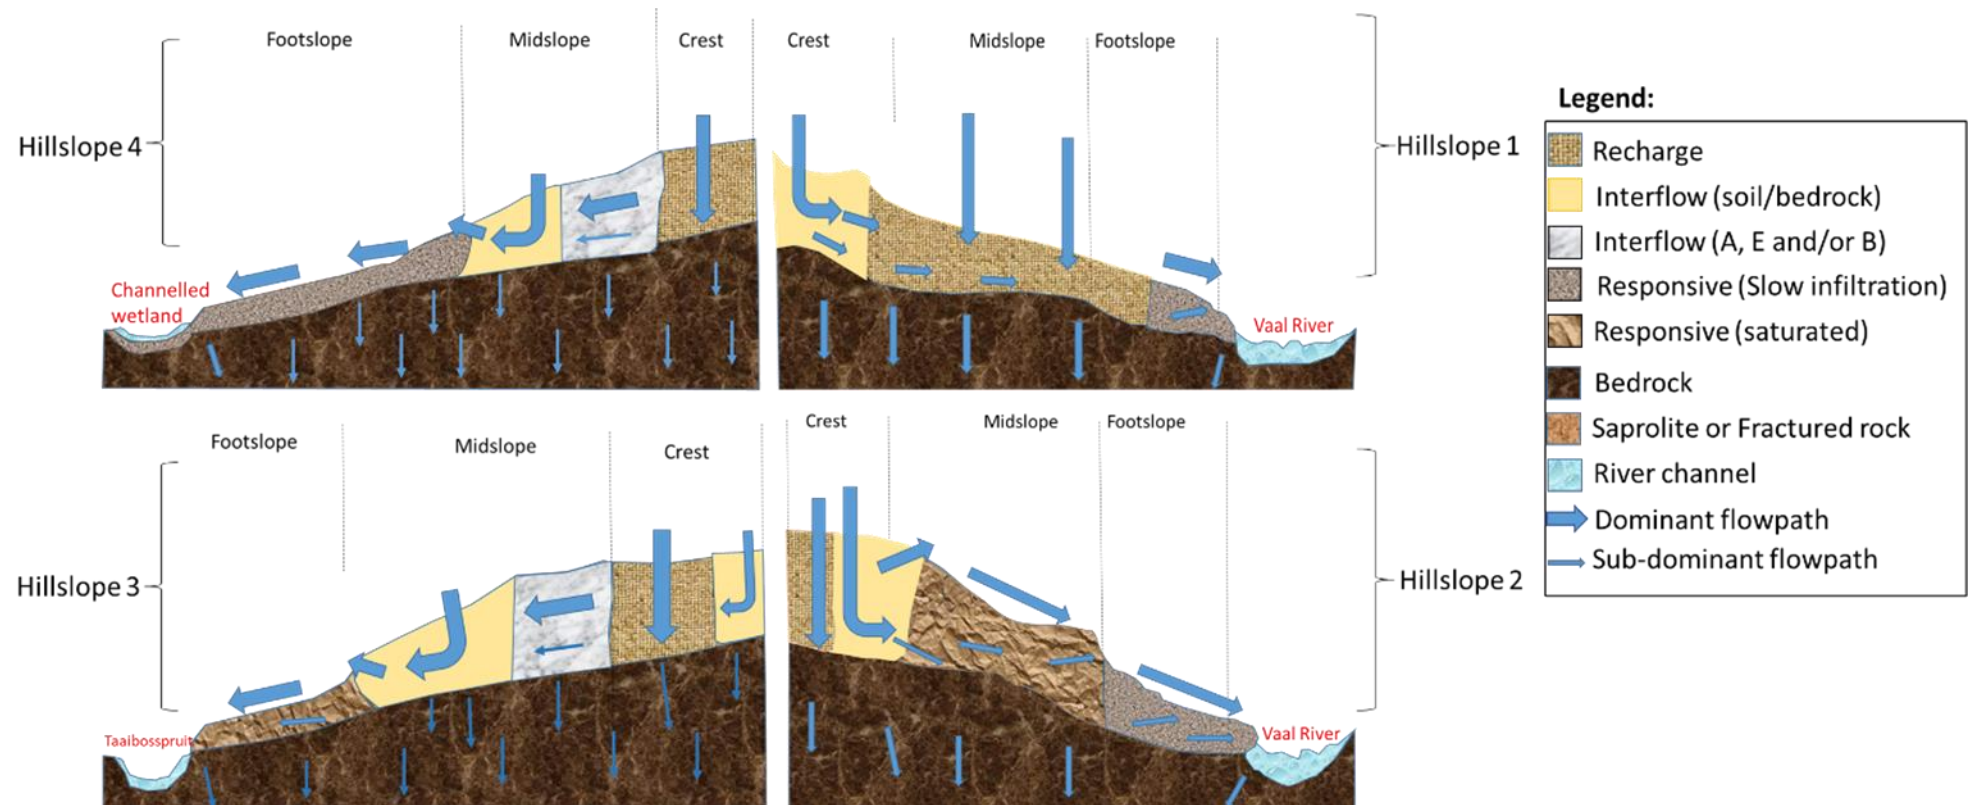 Footslope
Midslope
Crest
Crest
Midslope
Footslope
Hillslope 4
Hillslope 1
Channelled
wetland
Vaal River
Legend:
Recharge
Interflow (soil/bedrock)
Interflow (A, E and/or B)
Responsive (Slow infiltration)
Responsive (saturated)
Bedrock
Saprolite or Fractured rock
River channel
Dominant flowpath
Sub-dominant flowpath
Footslope
Midslope
Crest
Crest
Midslope
Footslope
Hillslope 3
Hillslope 2
Taaibosspruit
Vaal River